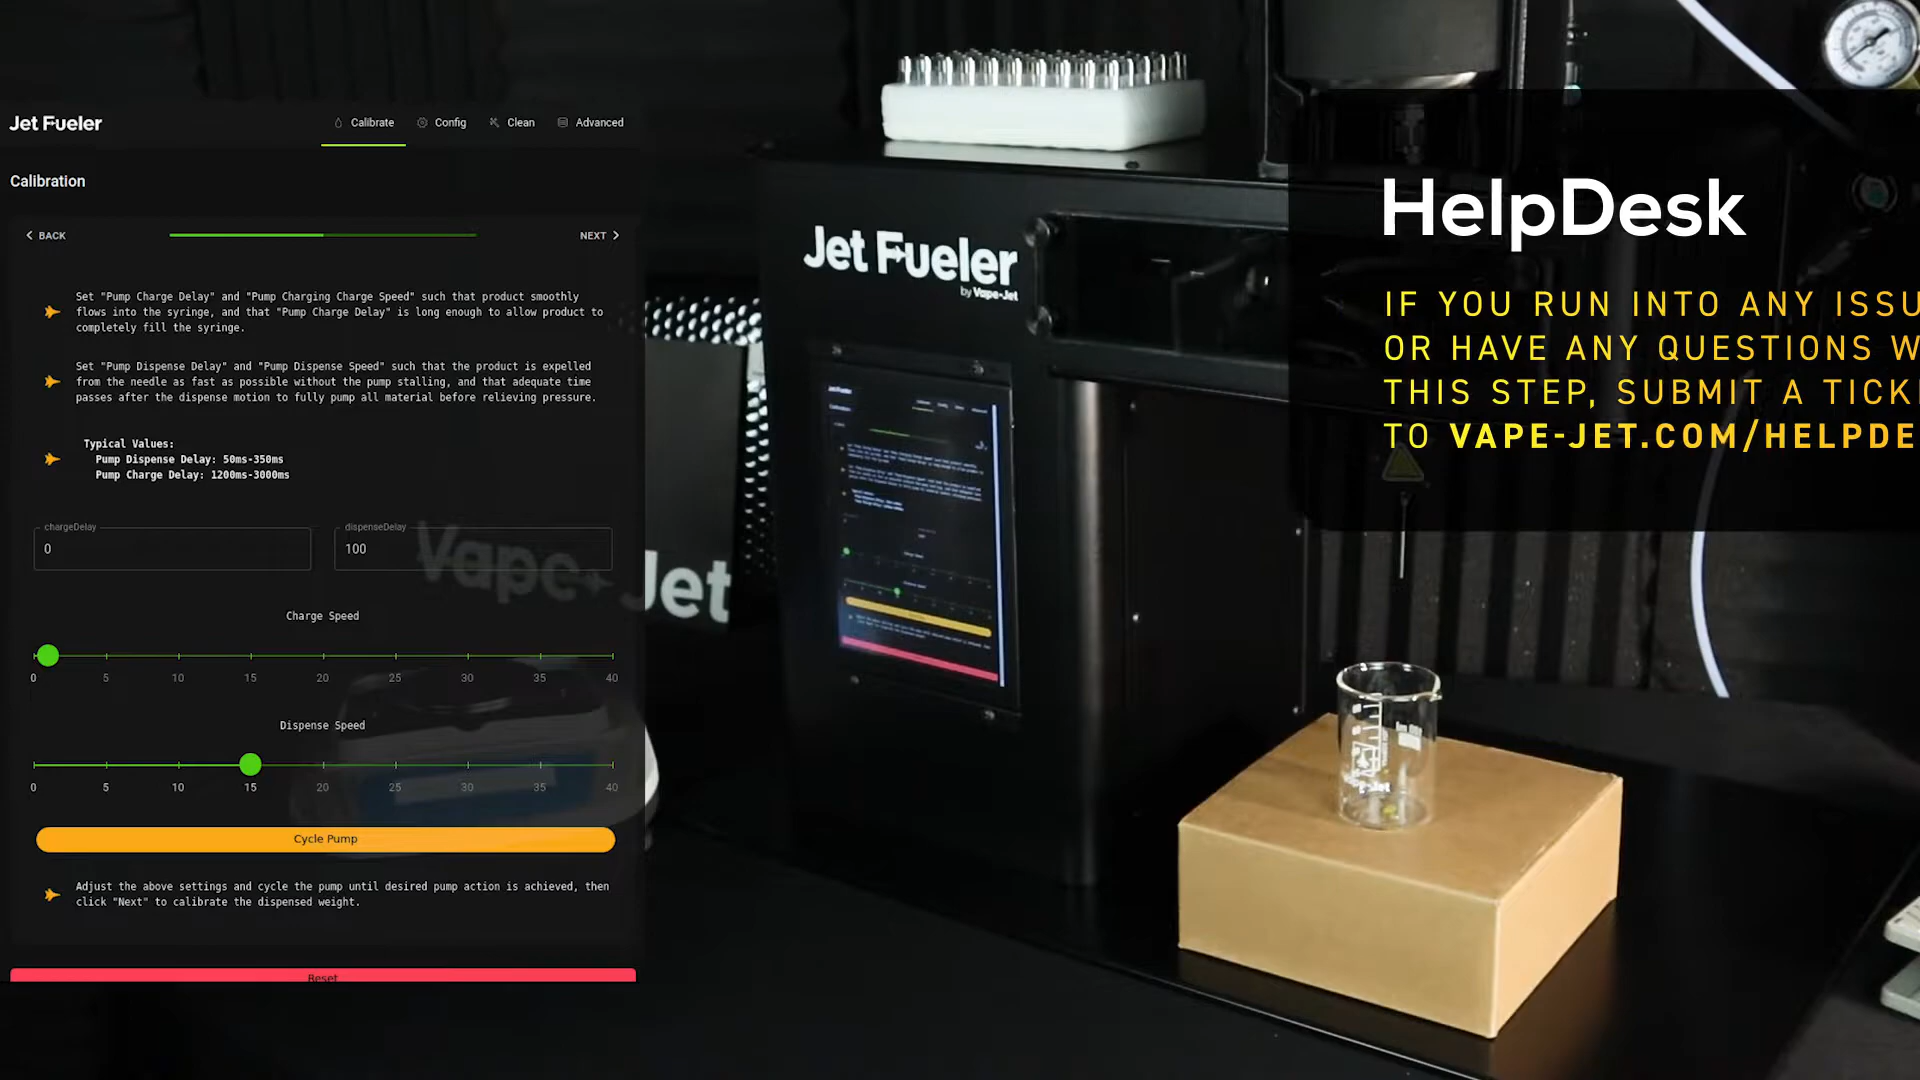 Jet Fueler
Calibrate
Config
Clean
Advanced
Calibration
BACK
NEXT
Set "Pump Charge Delay" and "Pump Charging Charge Speed" such that product smoothly
flows into the syringe, and that "Pump Charge Delay" is long enough to allow product to
completely fill the syringe.
Set "Pump Dispense Delay" and "Pump Dispense Speed" such that the product is expelled
from the needle as fast as possible without the pump stalling, and that adequate time
passes after the dispense motion to fully pump all material before relieving pressure.
Typical Values:
Pump Dispense Delay: 50ms-350ms
Pump Charge Delay: 1200ms-3000ms
chargeDelay
0
dispenseDelay
100
Charge Speed
0 5 10 15 20 25 30 35 40
Dispense Speed
0 5 10 15 20 25 30 35 40
Cycle Pump
Adjust the above settings and cycle the pump until desired pump action is achieved, then
click "Next" to calibrate the dispensed weight.
Reset
Vape-Jet
Jet Fueler
by Vape-Jet
HelpDesk
IF YOU RUN INTO ANY ISSU
OR HAVE ANY QUESTIONS W
THIS STEP, SUBMIT A TICK
TO VAPE-JET.COM/HELPDE